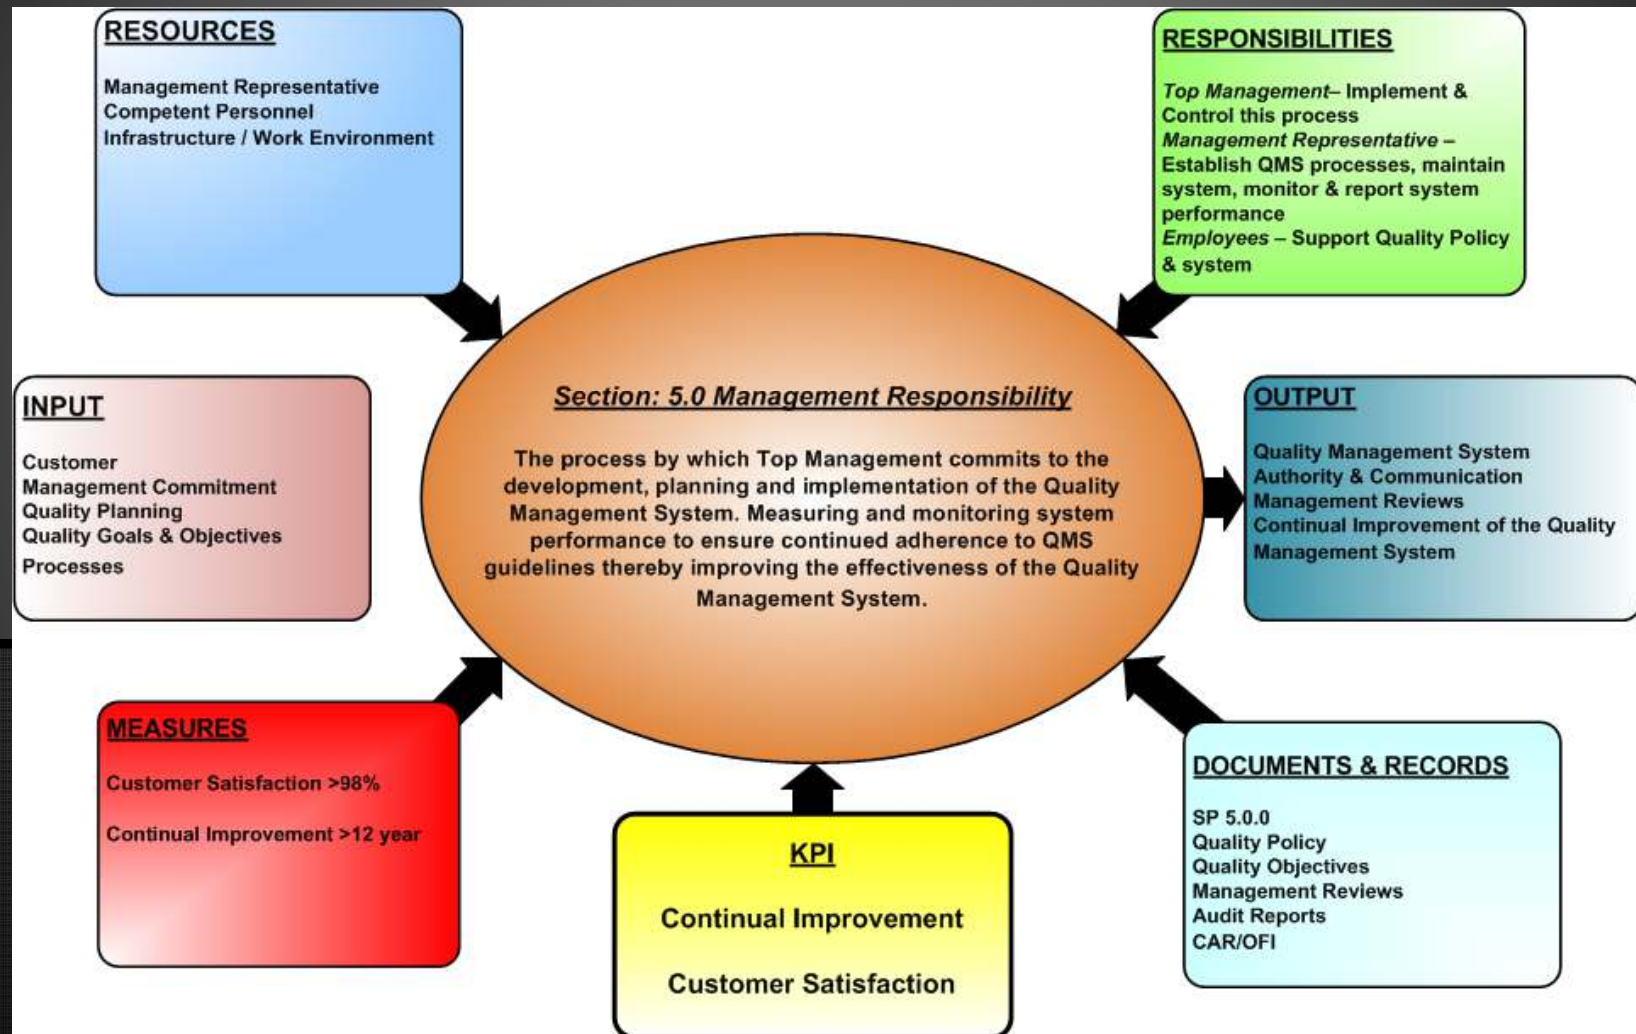 RESOURCES
Management Representative
Competent Personnel
Infrastructure / Work Environment
RESPONSIBILITIES
Top Management– Implement &
Control this process
Management Representative –
Establish QMS processes, maintain
system, monitor & report system
performance
Employees – Support Quality Policy
& system
INPUT
Customer
Management Commitment
Quality Planning
Quality Goals & Objectives
Processes
Section: 5.0 Management Responsibility
The process by which Top Management commits to the
development, planning and implementation of the Quality
Management System. Measuring and monitoring system
performance to ensure continued adherence to QMS
guidelines thereby improving the effectiveness of the Quality
Management System.
OUTPUT
Quality Management System
Authority & Communication
Management Reviews
Continual Improvement of the Quality
Management System
MEASURES
Customer Satisfaction >98%
Continual Improvement >12 year
KPI
Continual Improvement
Customer Satisfaction
DOCUMENTS & RECORDS
SP 5.0.0
Quality Policy
Quality Objectives
Management Reviews
Audit Reports
CAR/OFI